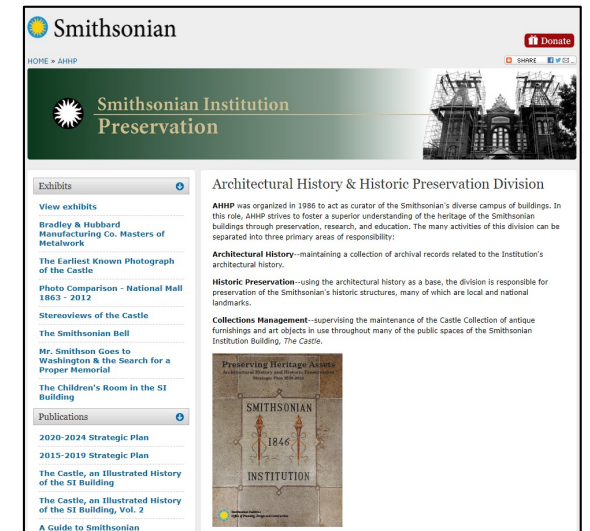 Smithsonian
Donate
HOME » AHHP
SHARE
Smithsonian Institution
Preservation
Exhibits
View exhibits
Bradley & Hubbard
Manufacturing Co. Masters of
Metalwork
The Earliest Known Photograph
of the Castle
Photo Comparison - National Mall
1863 - 2012
Stereoviews of the Castle
The Smithsonian Bell
Mr. Smithson Goes to
Washington & the Search for a
Proper Memorial
The Children's Room in the SI
Building
Publications
2020-2024 Strategic Plan
2015-2019 Strategic Plan
The Castle, an Illustrated History
of the SI Building
The Castle, an Illustrated History
of the SI Building, Vol. 2
A Guide to Smithsonian
Architectural History & Historic Preservation Division
AHHP was organized in 1986 to act as curator of the Smithsonian's diverse campus of buildings. In
this role, AHHP strives to foster a superior understanding of the heritage of the Smithsonian
buildings through preservation, research, and education. The many activities of this division can be
separated into three primary areas of responsibility:
Architectural History--maintaining a collection of archival records related to the Institution's
architectural history.
Historic Preservation--using the architectural history as a base, the division is responsible for
preservation of the Smithsonian's historic structures, many of which are local and national
landmarks.
Collections Management--supervising the maintenance of the Castle Collection of antique
furnishings and art objects in use throughout many of the public spaces of the Smithsonian
Institution Building, The Castle.
Preserving Heritage Assets
Architectural History and Historic Preservation
Strategic Plan
SMITHSONIAN
1846
INSTITUTION